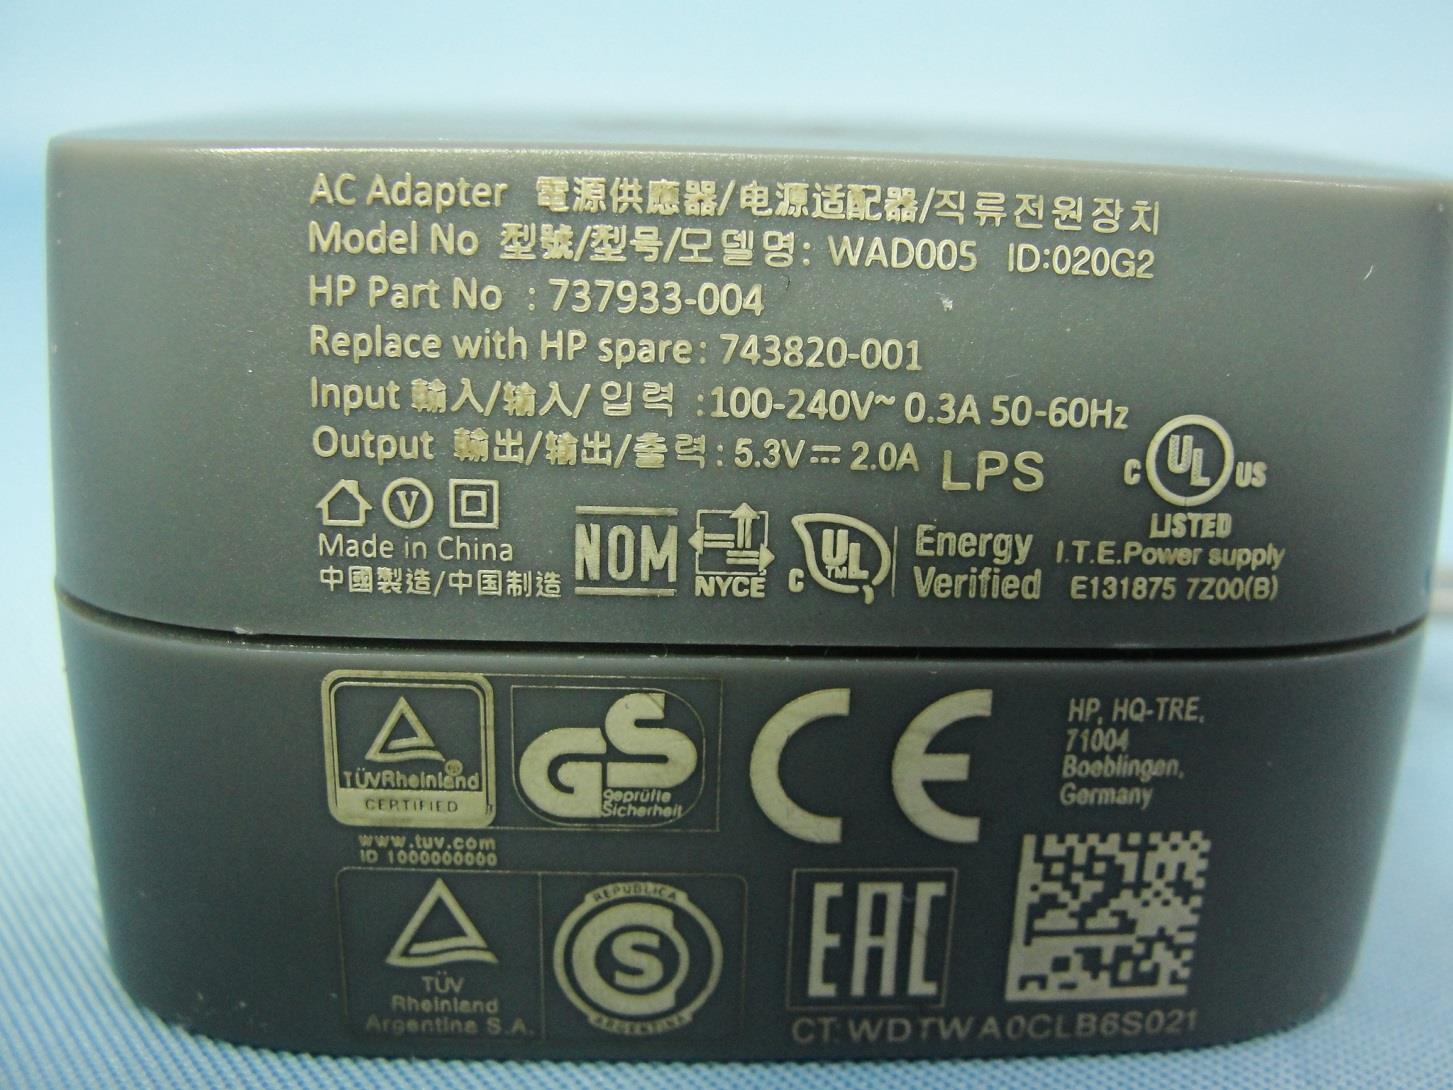 AC Adapter 電源供應器/电源适配器/직류전원장치
Model No 型號/型号/모델명: WAD005 ID:020G2
HP Part No : 737933-004
Replace with HP spare: 743820-001
Input 輸入/输入/입력 :100-240V~ 0.3A 50-60Hz
Output 輸出/输出/출력: 5.3V⎓ 2.0A LPS
C UL US
LISTED
I.T.E.Power supply
E131875 7Z00(B)
V
Made in China
中國製造/中国制造
NOM
NYCE
C UL TM
Energy
Verified
TÜVRheinland®
CERTIFIED
www.tuv.com
ID 1000000000
GS
geprüfte
Sicherheit
CE
HP, HQ-TRE,
71004
Boeblingen,
Germany
TÜV
Rheinland
Argentina S.A.
REPUBLICA
S
ARGENTINA
EAC
CT: WDTWA0CLB6S021